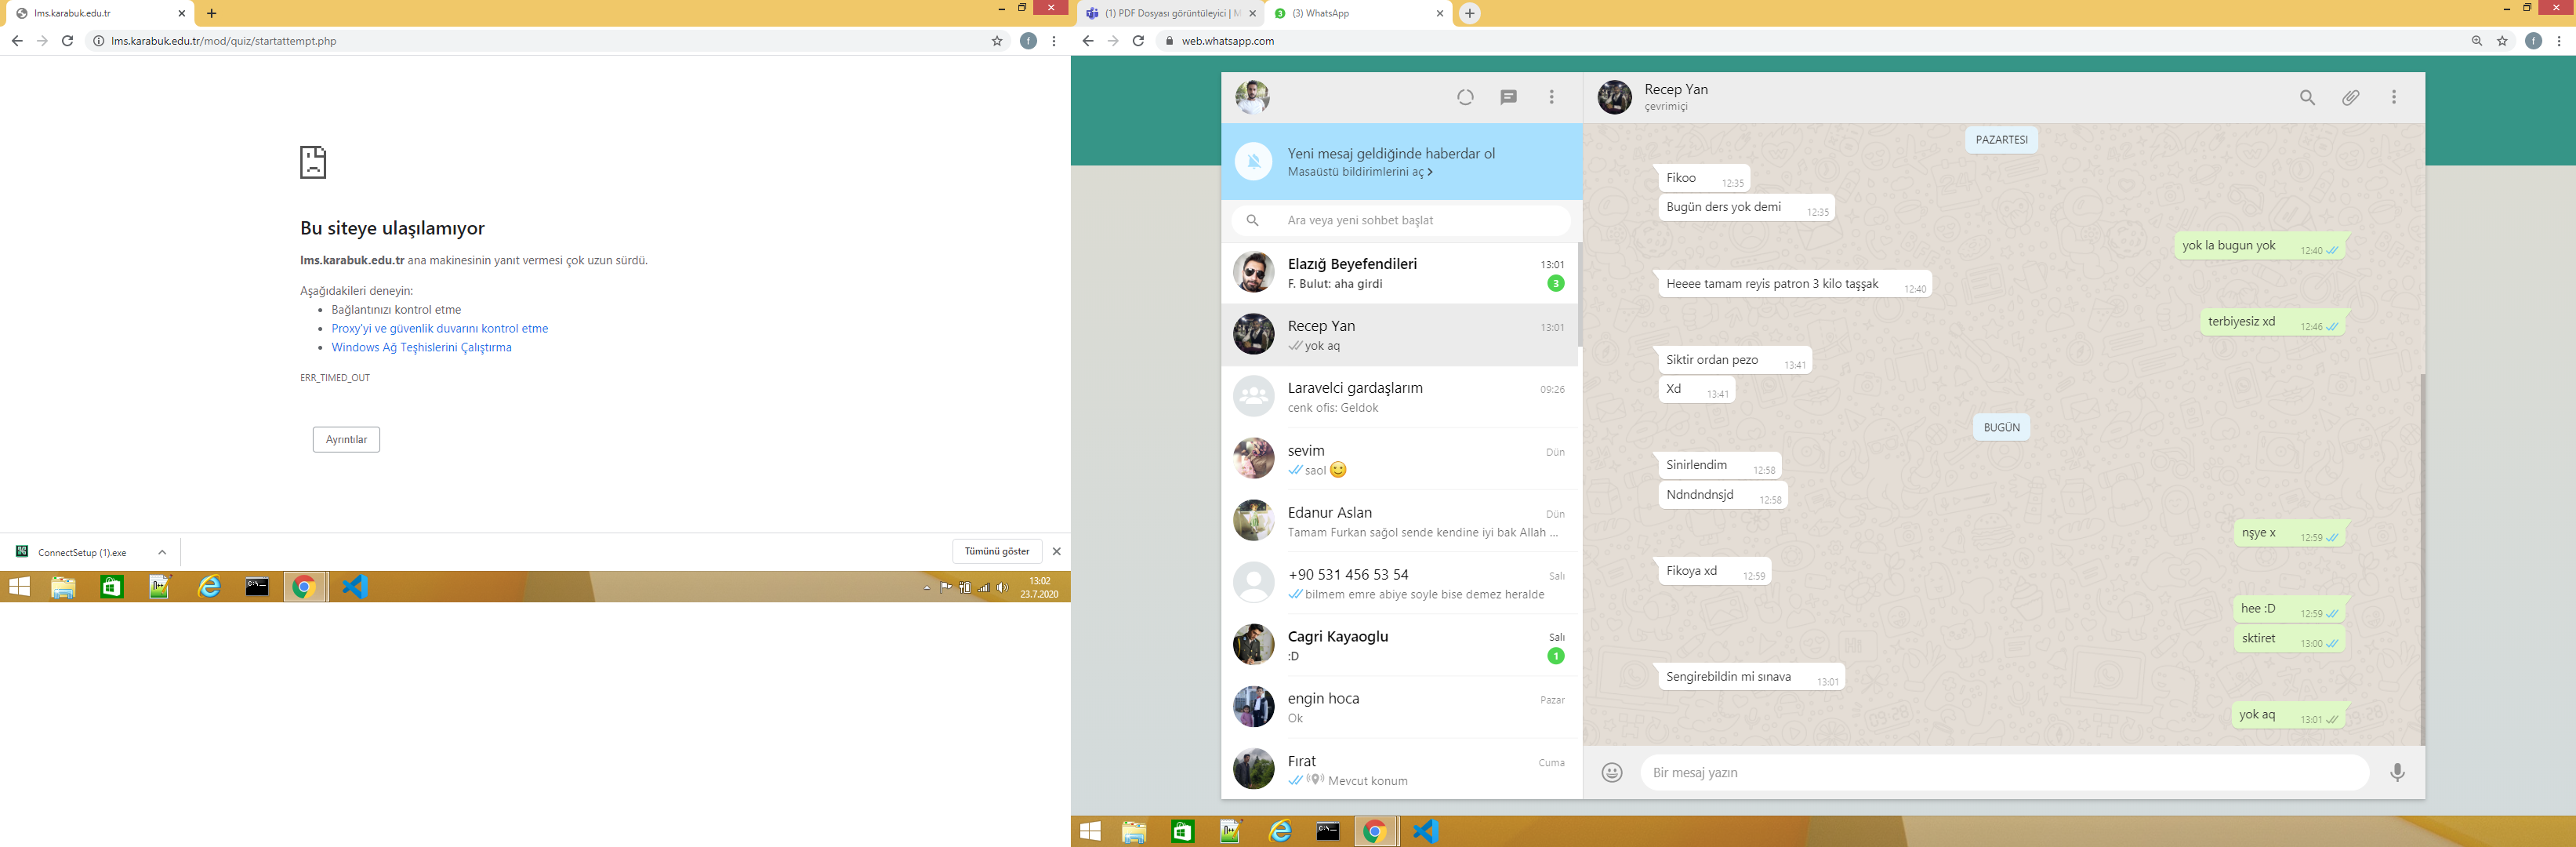 lms.karabuk.edu.tr
lms.karabuk.edu.tr/mod/quiz/startattempt.php
f
Bu siteye ulaşılamıyor
lms.karabuk.edu.tr ana makinesinin yanıt vermesi çok uzun sürdü.
Aşağıdakileri deneyin:
Bağlantınızı kontrol etme
Proxy'yi ve güvenlik duvarını kontrol etme
Windows Ağ Teşhislerini Çalıştırma
ERR_TIMED_OUT
Ayrıntılar
ConnectSetup (1).exe
Tümünü göster
13:02
23.7.2020
(1) PDF Dosyası görüntüleyici | M
(3) WhatsApp
web.whatsapp.com
f
Yeni mesaj geldiğinde haberdar ol
Masaüstü bildirimlerini aç
Ara veya yeni sohbet başlat
Elazığ Beyefendileri 13:01
F. Bulut: aha girdi 3
Recep Yan 13:01
yok aq
Laravelci gardaşlarım 09:26
cenk ofis: Geldok
sevim Dün
saol
Edanur Aslan Dün
Tamam Furkan sağol sende kendine iyi bak Allah ...
+90 531 456 53 54 Salı
bilmem emre abiye soyle bise demez heralde
Cagri Kayaoglu Salı
:D 1
engin hoca Pazar
Ok
Fırat Cuma
Mevcut konum
Recep Yan
çevrimiçi
PAZARTESI
Fikoo 12:35
Bugün ders yok demi 12:35
yok la bugun yok 12:40
Heeee tamam reyis patron 3 kilo taşşak 12:40
terbiyesiz xd 12:46
Siktir ordan pezo 13:41
Xd 13:41
BUGÜN
Sinirlendim 12:58
Ndndndnsjd 12:58
nşye x 12:59
Fikoya xd 12:59
hee :D 12:59
sktiret 13:00
Sengirebildin mi sınava 13:01
yok aq 13:01
Bir mesaj yazın